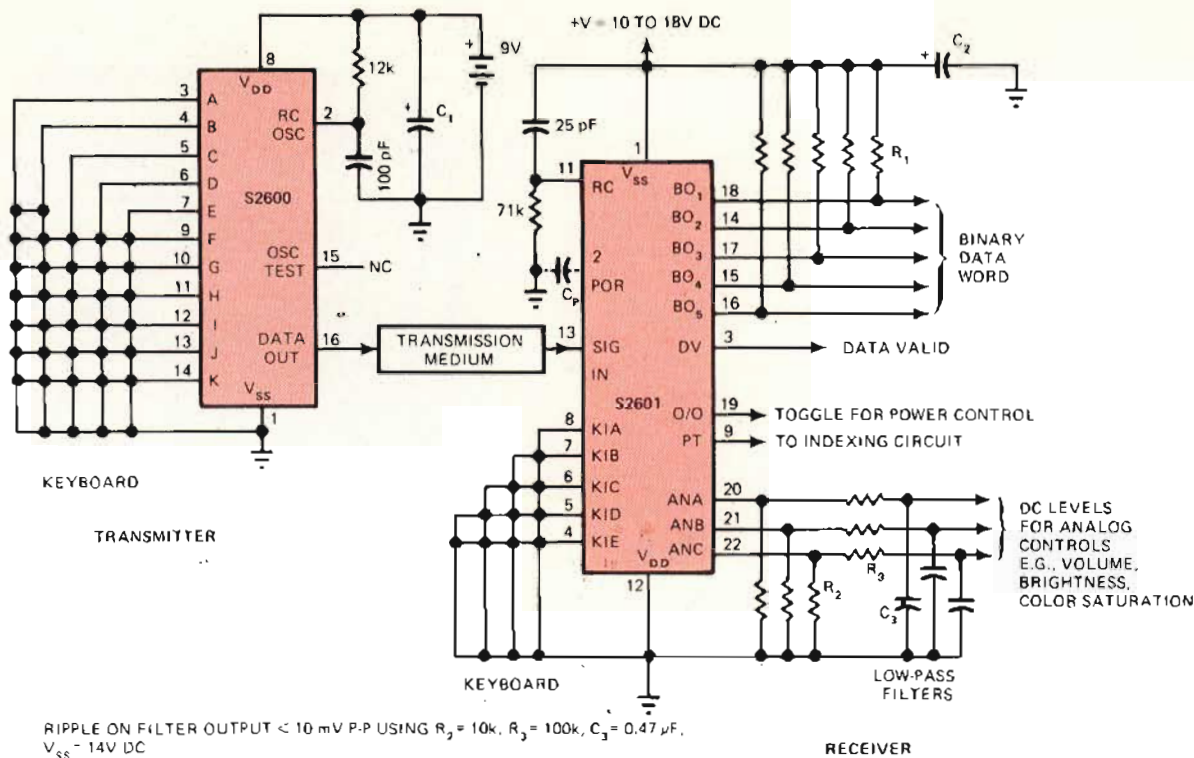 +V = 10 TO 18V DC
8
V_DD
3 A
4 B
5 C
6 D
7 E
9 F
10 G
11 H
12 I
13 J
14 K
RC OSC 2
S2600
OSC TEST 15 NC
DATA OUT 16
V_SS
1
12k
100 pF
C₁
+
9V
+
KEYBOARD
TRANSMITTER
TRANSMISSION MEDIUM
25 pF
71k
C_P
1
V_SS
11 RC
2
POR
13 SIG IN
S2601
8 KIA
7 KIB
6 KIC
5 KID
4 KIE
V_DD
12
BO₁ 18
BO₂ 14
BO₃ 17
BO₄ 15
BO₅ 16
DV 3
O/O 19
PT 9
ANA 20
ANB 21
ANC 22
R₁
+ C₂
BINARY DATA WORD
DATA VALID
TOGGLE FOR POWER CONTROL
TO INDEXING CIRCUIT
R₃
R₂
C₃
DC LEVELS
FOR ANALOG
CONTROLS
E.G., VOLUME,
BRIGHTNESS,
COLOR SATURATION
LOW-PASS
FILTERS
KEYBOARD
RIPPLE ON FILTER OUTPUT < 10 mV P-P USING R₂ = 10k, R₃ = 100k, C₃ = 0.47 µF,
V_SS = 14V DC
RECEIVER